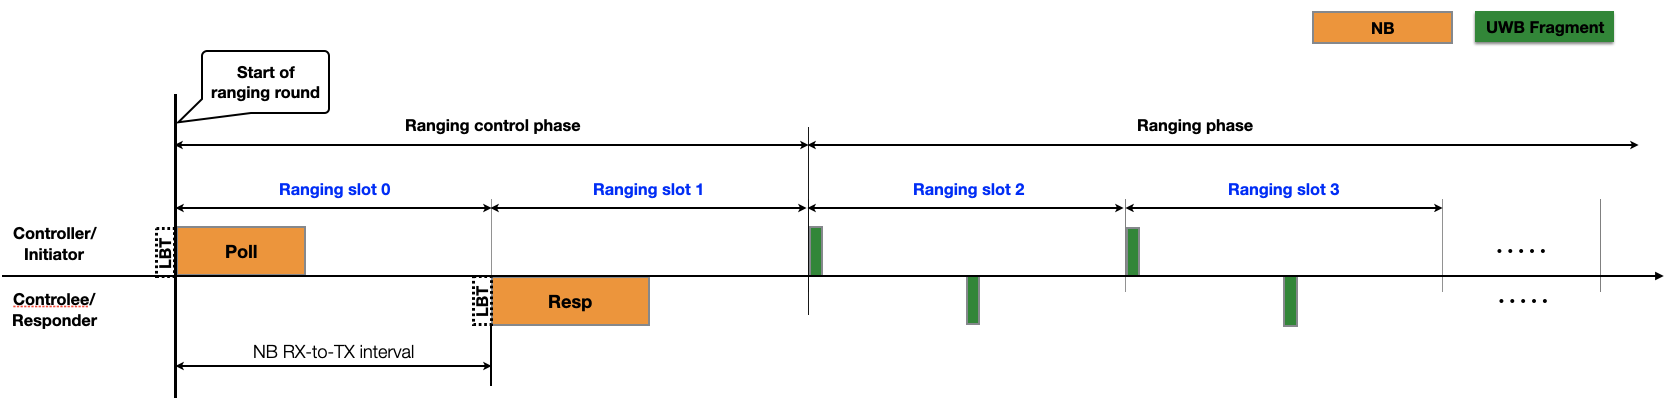 NB
UWB Fragment
Start of
ranging round
Ranging control phase
Ranging phase
Ranging slot 0
Ranging slot 1
Ranging slot 2
Ranging slot 3
Controller/
Initiator
LBT
Poll
. . . . .
Controlee/
Responder
LBT
Resp
. . . . .
NB RX-to-TX interval